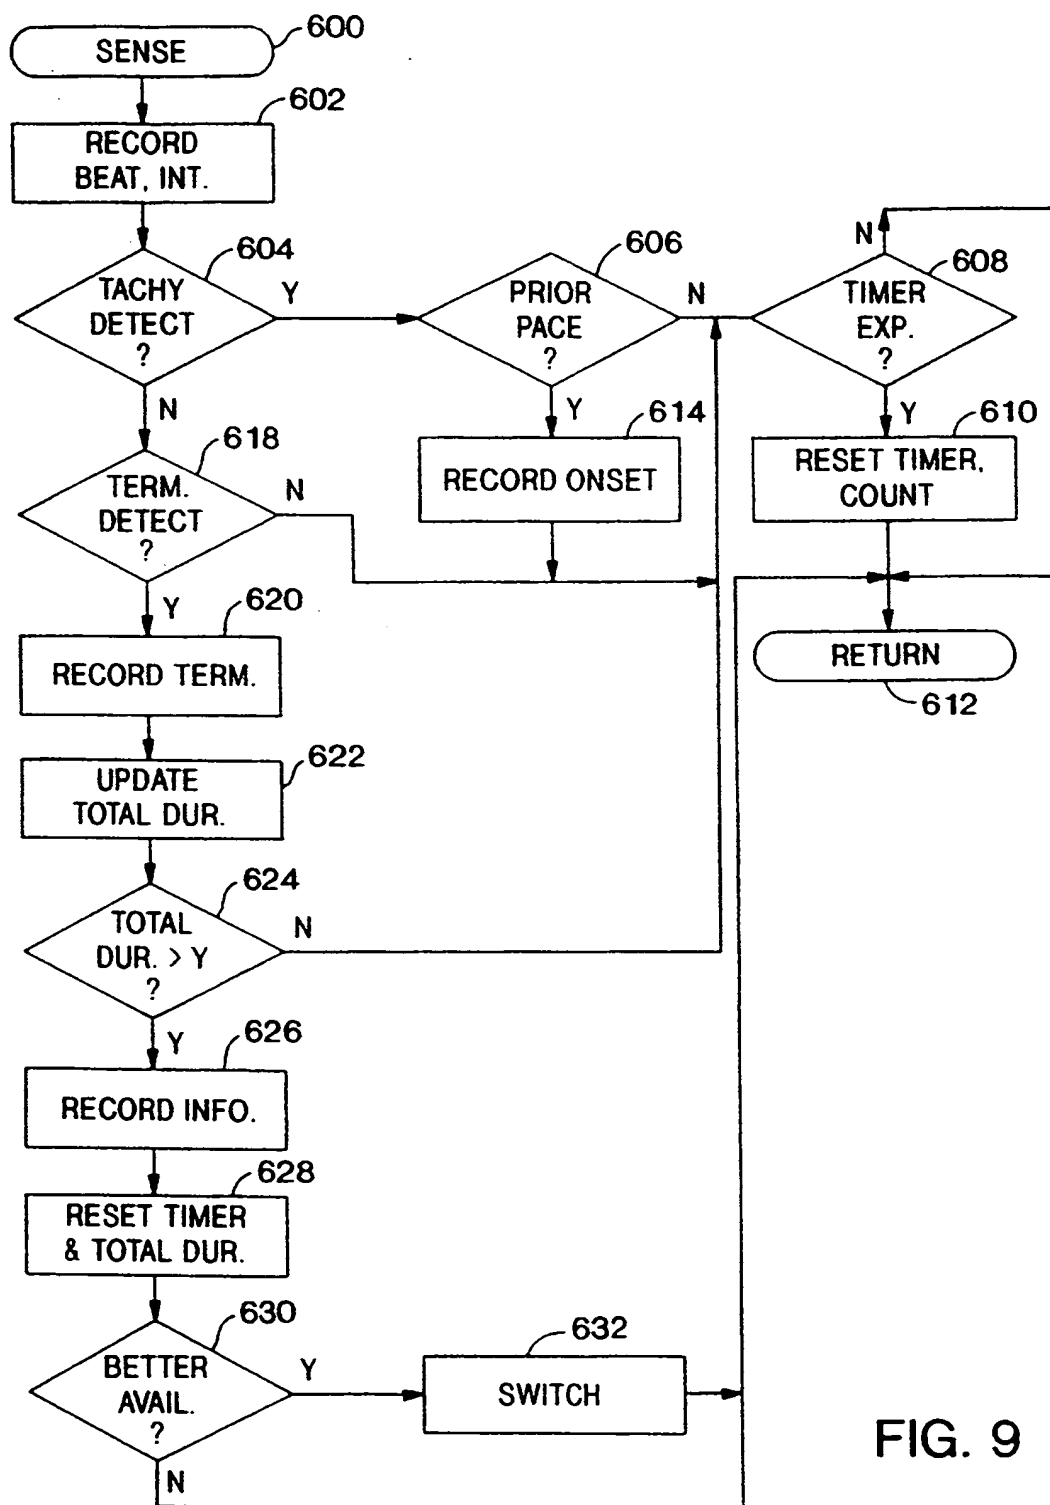 SENSE
600
602
RECORD
BEAT, INT.
604
TACHY
DETECT
?
Y
N
606
PRIOR
PACE
?
N
Y
608
N
TIMER
EXP.
?
Y
610
RESET TIMER,
COUNT
614
RECORD ONSET
618
TERM.
DETECT
?
N
Y
RETURN
612
620
RECORD TERM.
622
UPDATE
TOTAL DUR.
624
TOTAL
DUR. > Y
?
N
Y
626
RECORD INFO.
628
RESET TIMER
& TOTAL DUR.
630
BETTER
AVAIL.
?
Y
N
632
SWITCH
FIG. 9